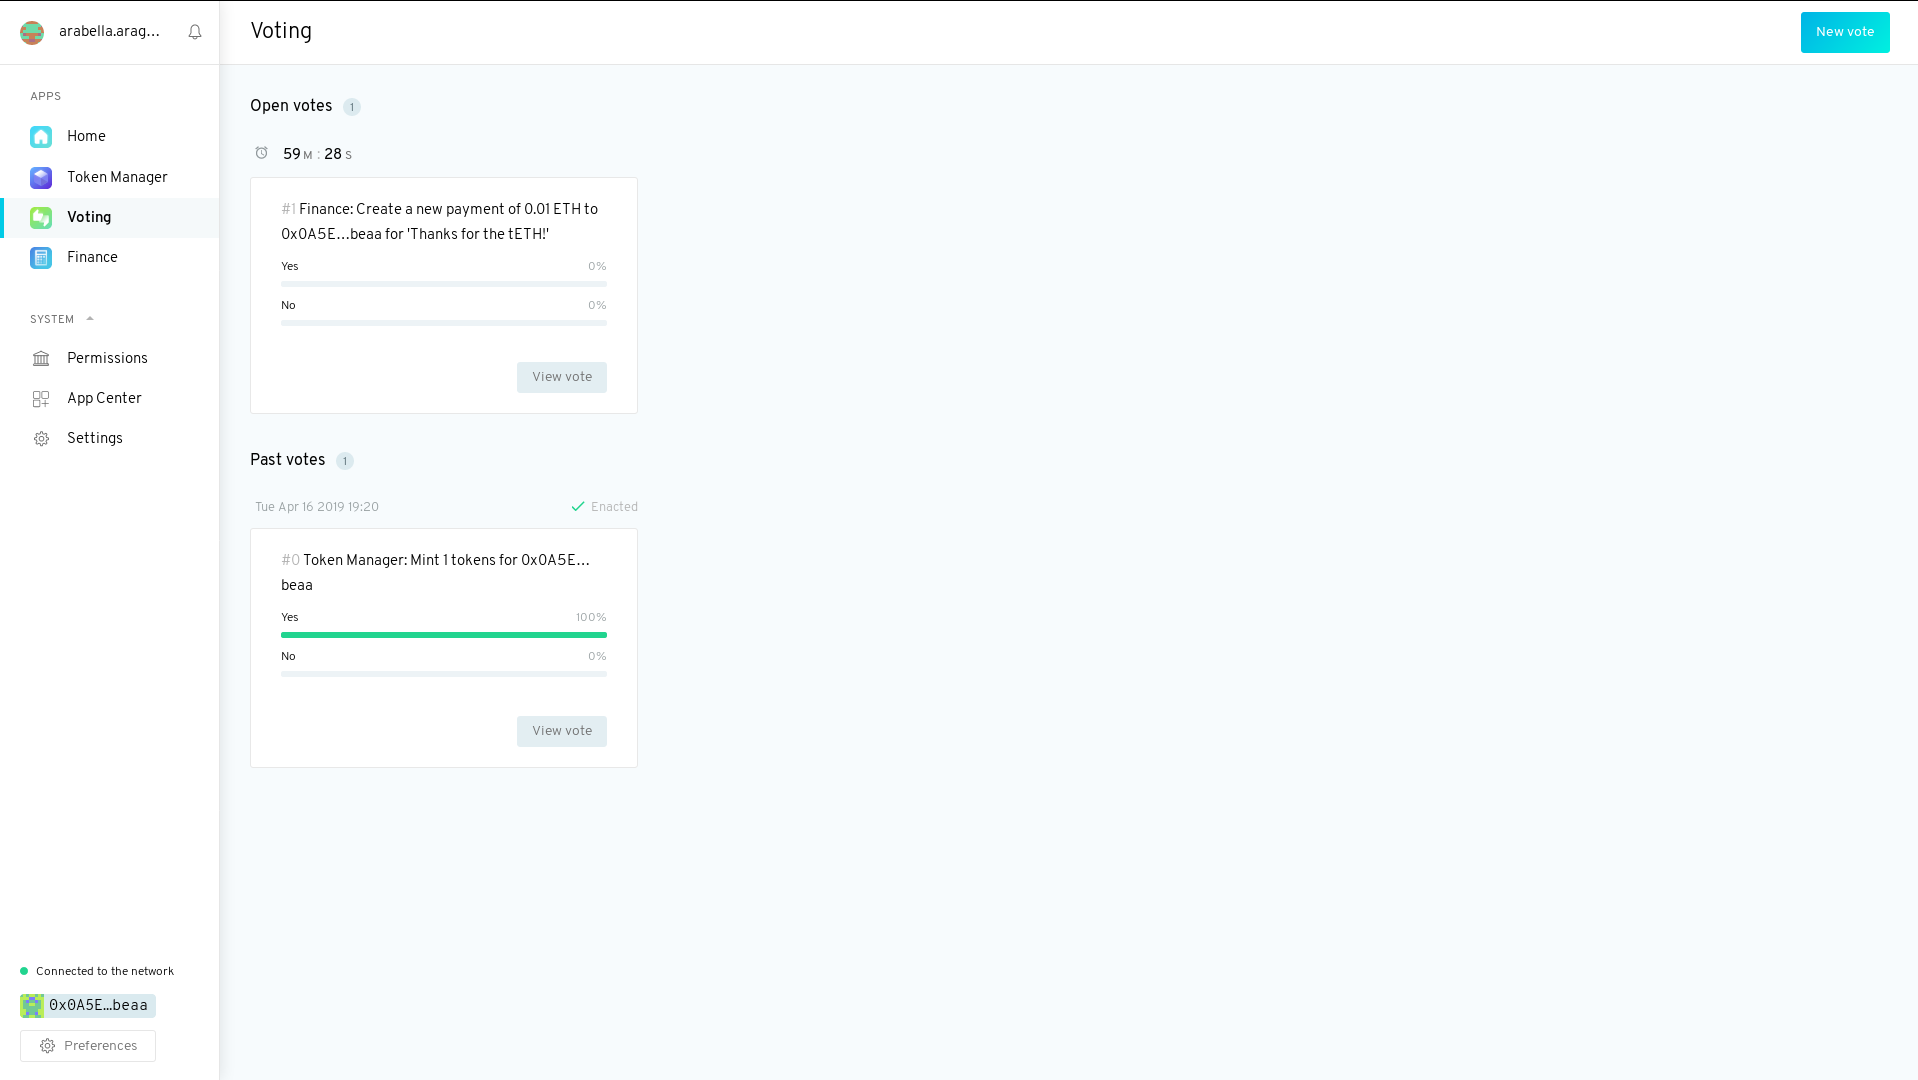 arabella.arag...
Voting
New vote
APPS
Home
Token Manager
Voting
Finance
SYSTEM
Permissions
App Center
Settings
Open votes 1
59 M : 28 S
#1 Finance: Create a new payment of 0.01 ETH to
0x0A5E…beaa for 'Thanks for the tETH!'
Yes 0%
No 0%
View vote
Past votes 1
Tue Apr 16 2019 19:20 Enacted
#0 Token Manager: Mint 1 tokens for 0x0A5E…
beaa
Yes 100%
No 0%
View vote
Connected to the network
0x0A5E…beaa
Preferences